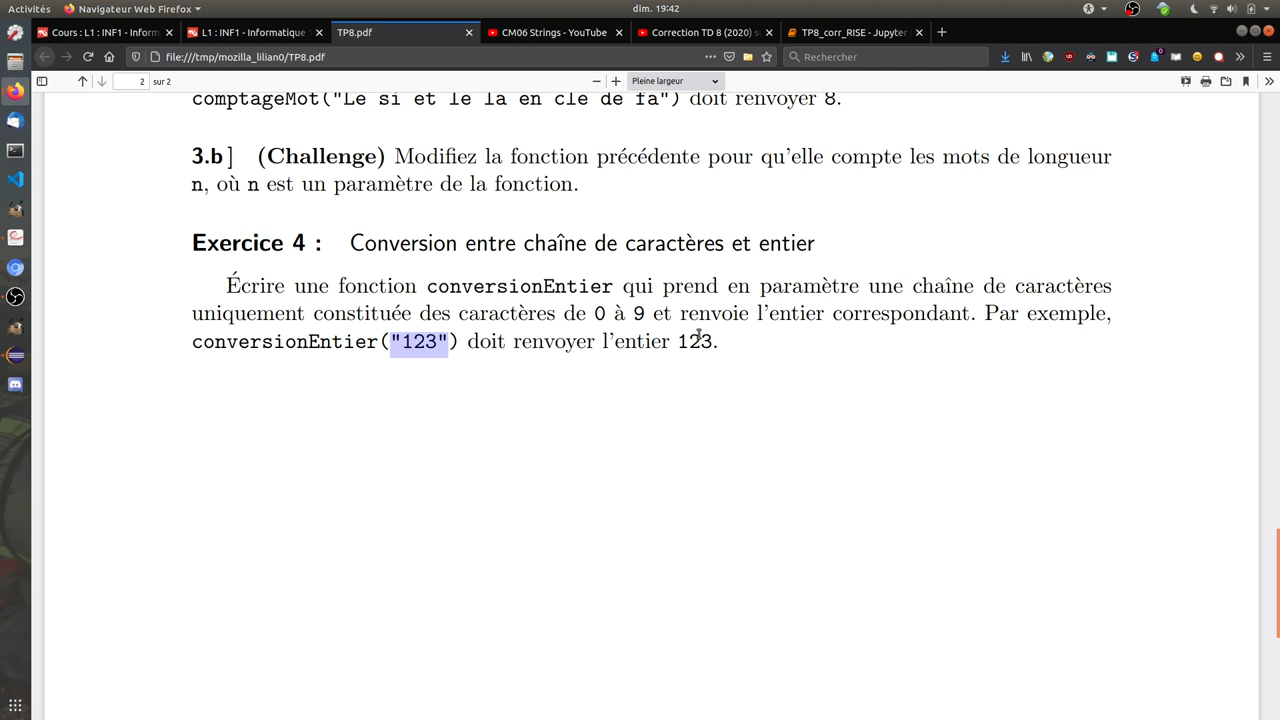 Activités Navigateur Web Firefox dim. 19:42
Cours : L1 : INF1 - Inform L1 : INF1 - Informatique TP8.pdf CM06 Strings - YouTube Correction TD 8 (2020) s TP8_corr_RISE - Jupyter
file:///tmp/mozilla_lilian0/TP8.pdf Rechercher
2 sur 2 Pleine largeur
comptageMot("Le si et le la en cle de fa") doit renvoyer 8.
3.b ] (Challenge) Modifiez la fonction précédente pour qu'elle compte les mots de longueur
n, où n est un paramètre de la fonction.
Exercice 4 : Conversion entre chaîne de caractères et entier
Écrire une fonction conversionEntier qui prend en paramètre une chaîne de caractères
uniquement constituée des caractères de 0 à 9 et renvoie l'entier correspondant. Par exemple,
conversionEntier("123") doit renvoyer l'entier 123.